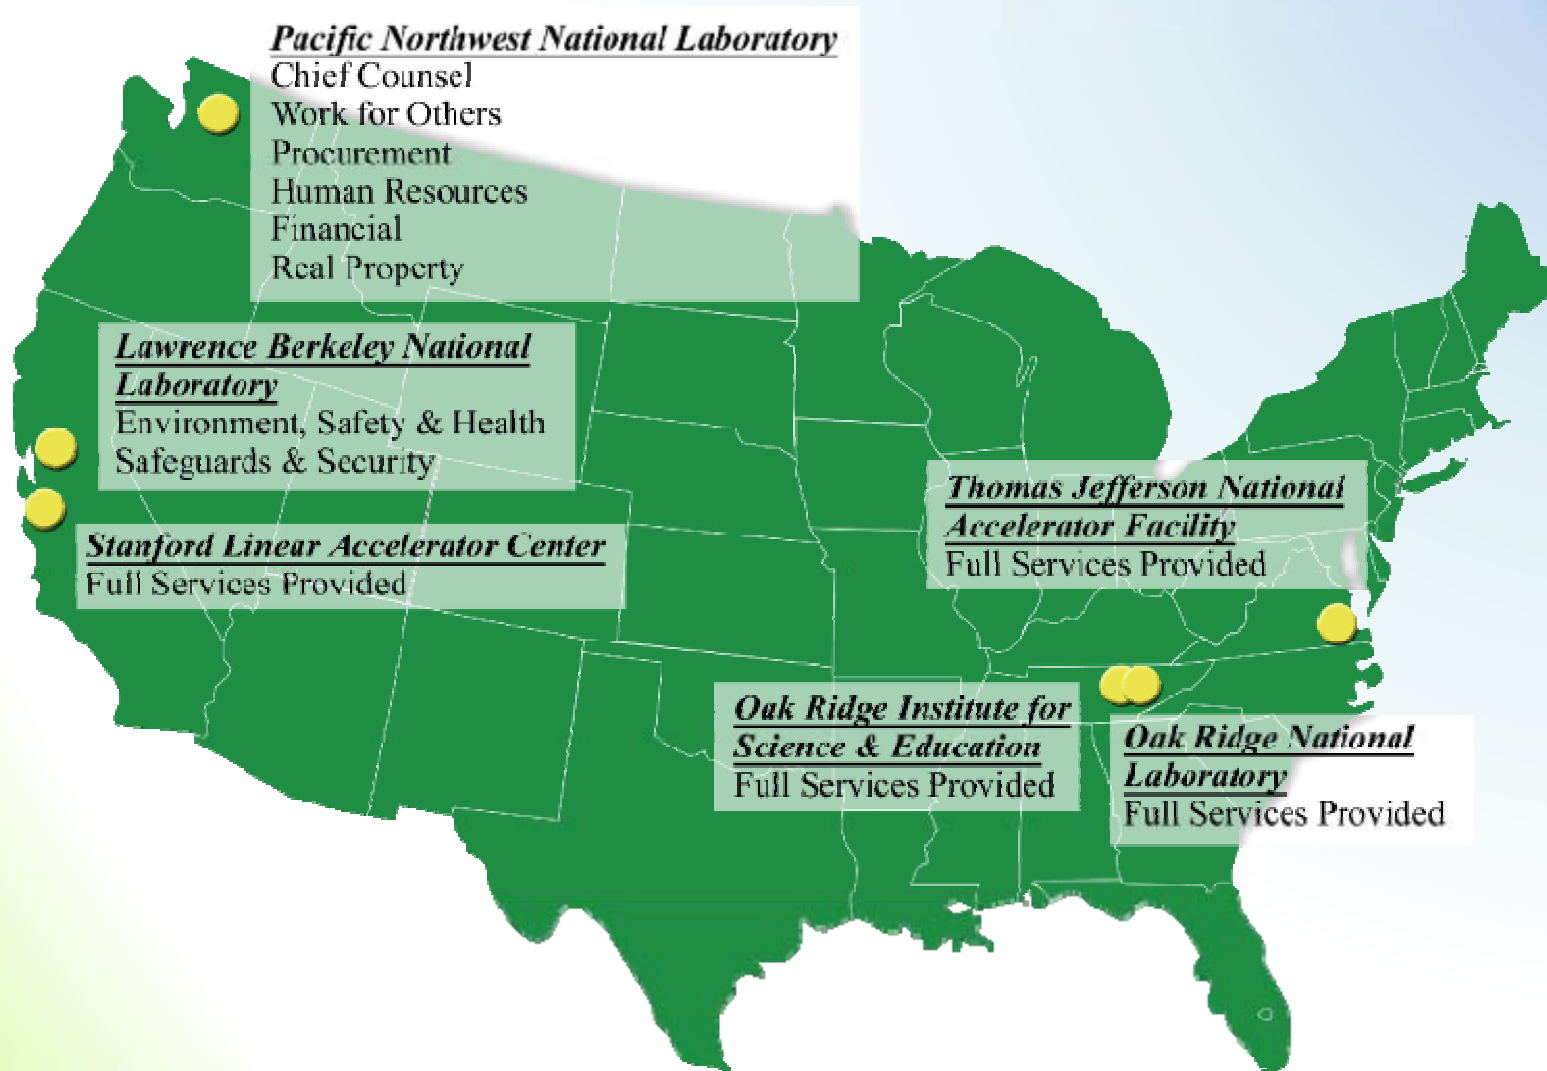 Pacific Northwest National Laboratory
Chief Counsel
Work for Others
Procurement
Human Resources
Financial
Real Property
Lawrence Berkeley National
Laboratory
Environment, Safety & Health
Safeguards & Security
Stanford Linear Accelerator Center
Full Services Provided
Thomas Jefferson National
Accelerator Facility
Full Services Provided
Oak Ridge Institute for
Science & Education
Full Services Provided
Oak Ridge National
Laboratory
Full Services Provided